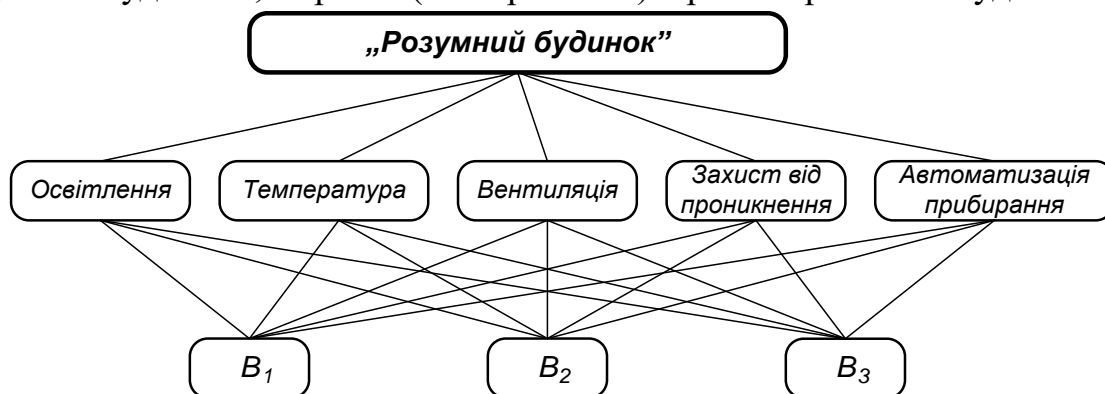 „Розумний будинок”
Освітлення
Температура
Вентиляція
Захист від
проникнення
Автоматизація
прибирання
B1
B2
B3